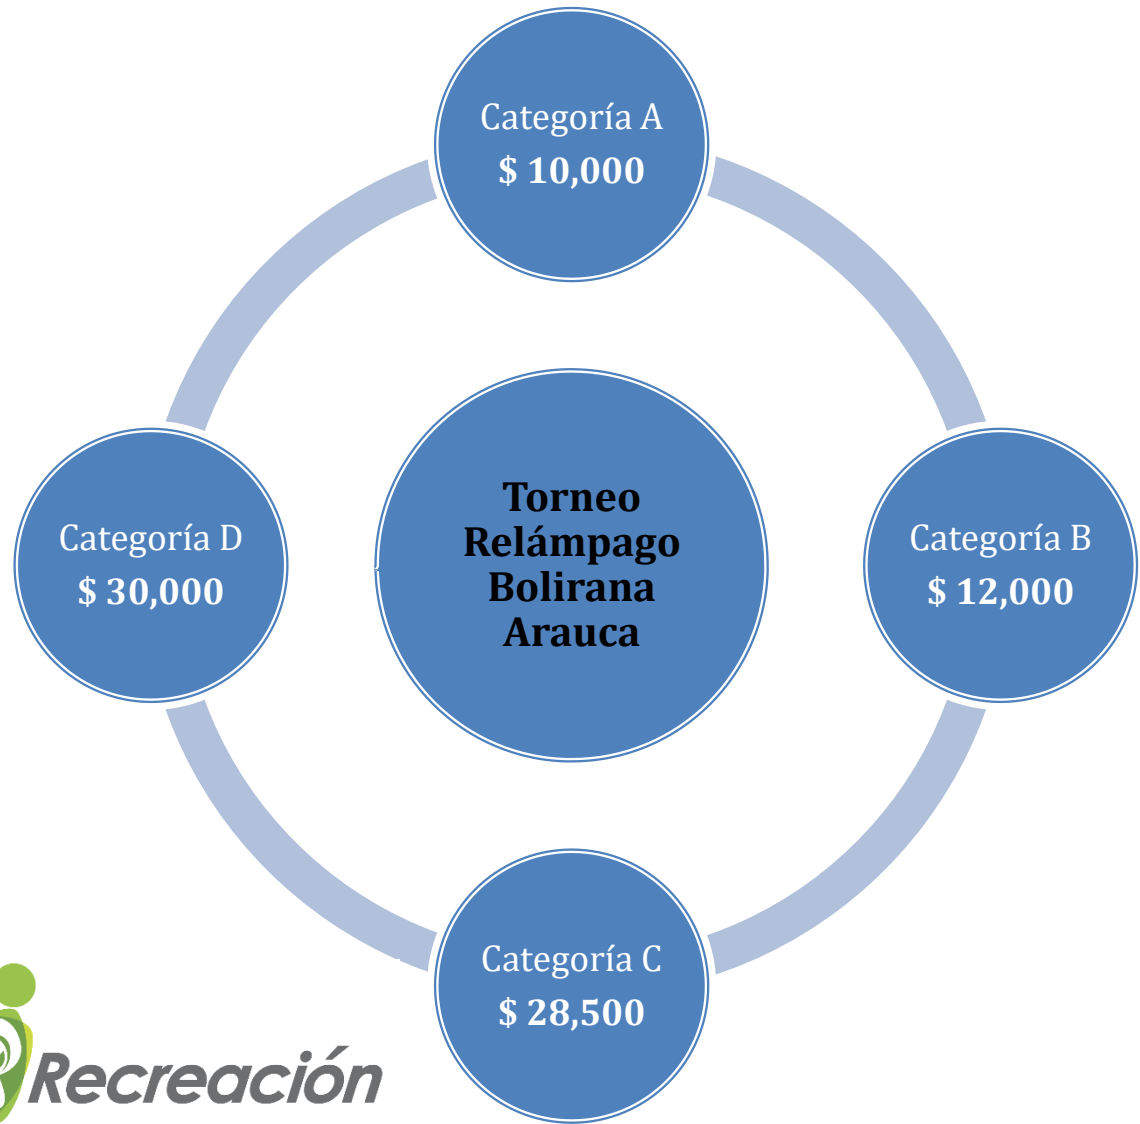 Categoría A
$ 10,000
Categoría D
$ 30,000
Torneo
Relámpago
Bolirana
Arauca
Categoría B
$ 12,000
Categoría C
$ 28,500
Recreación